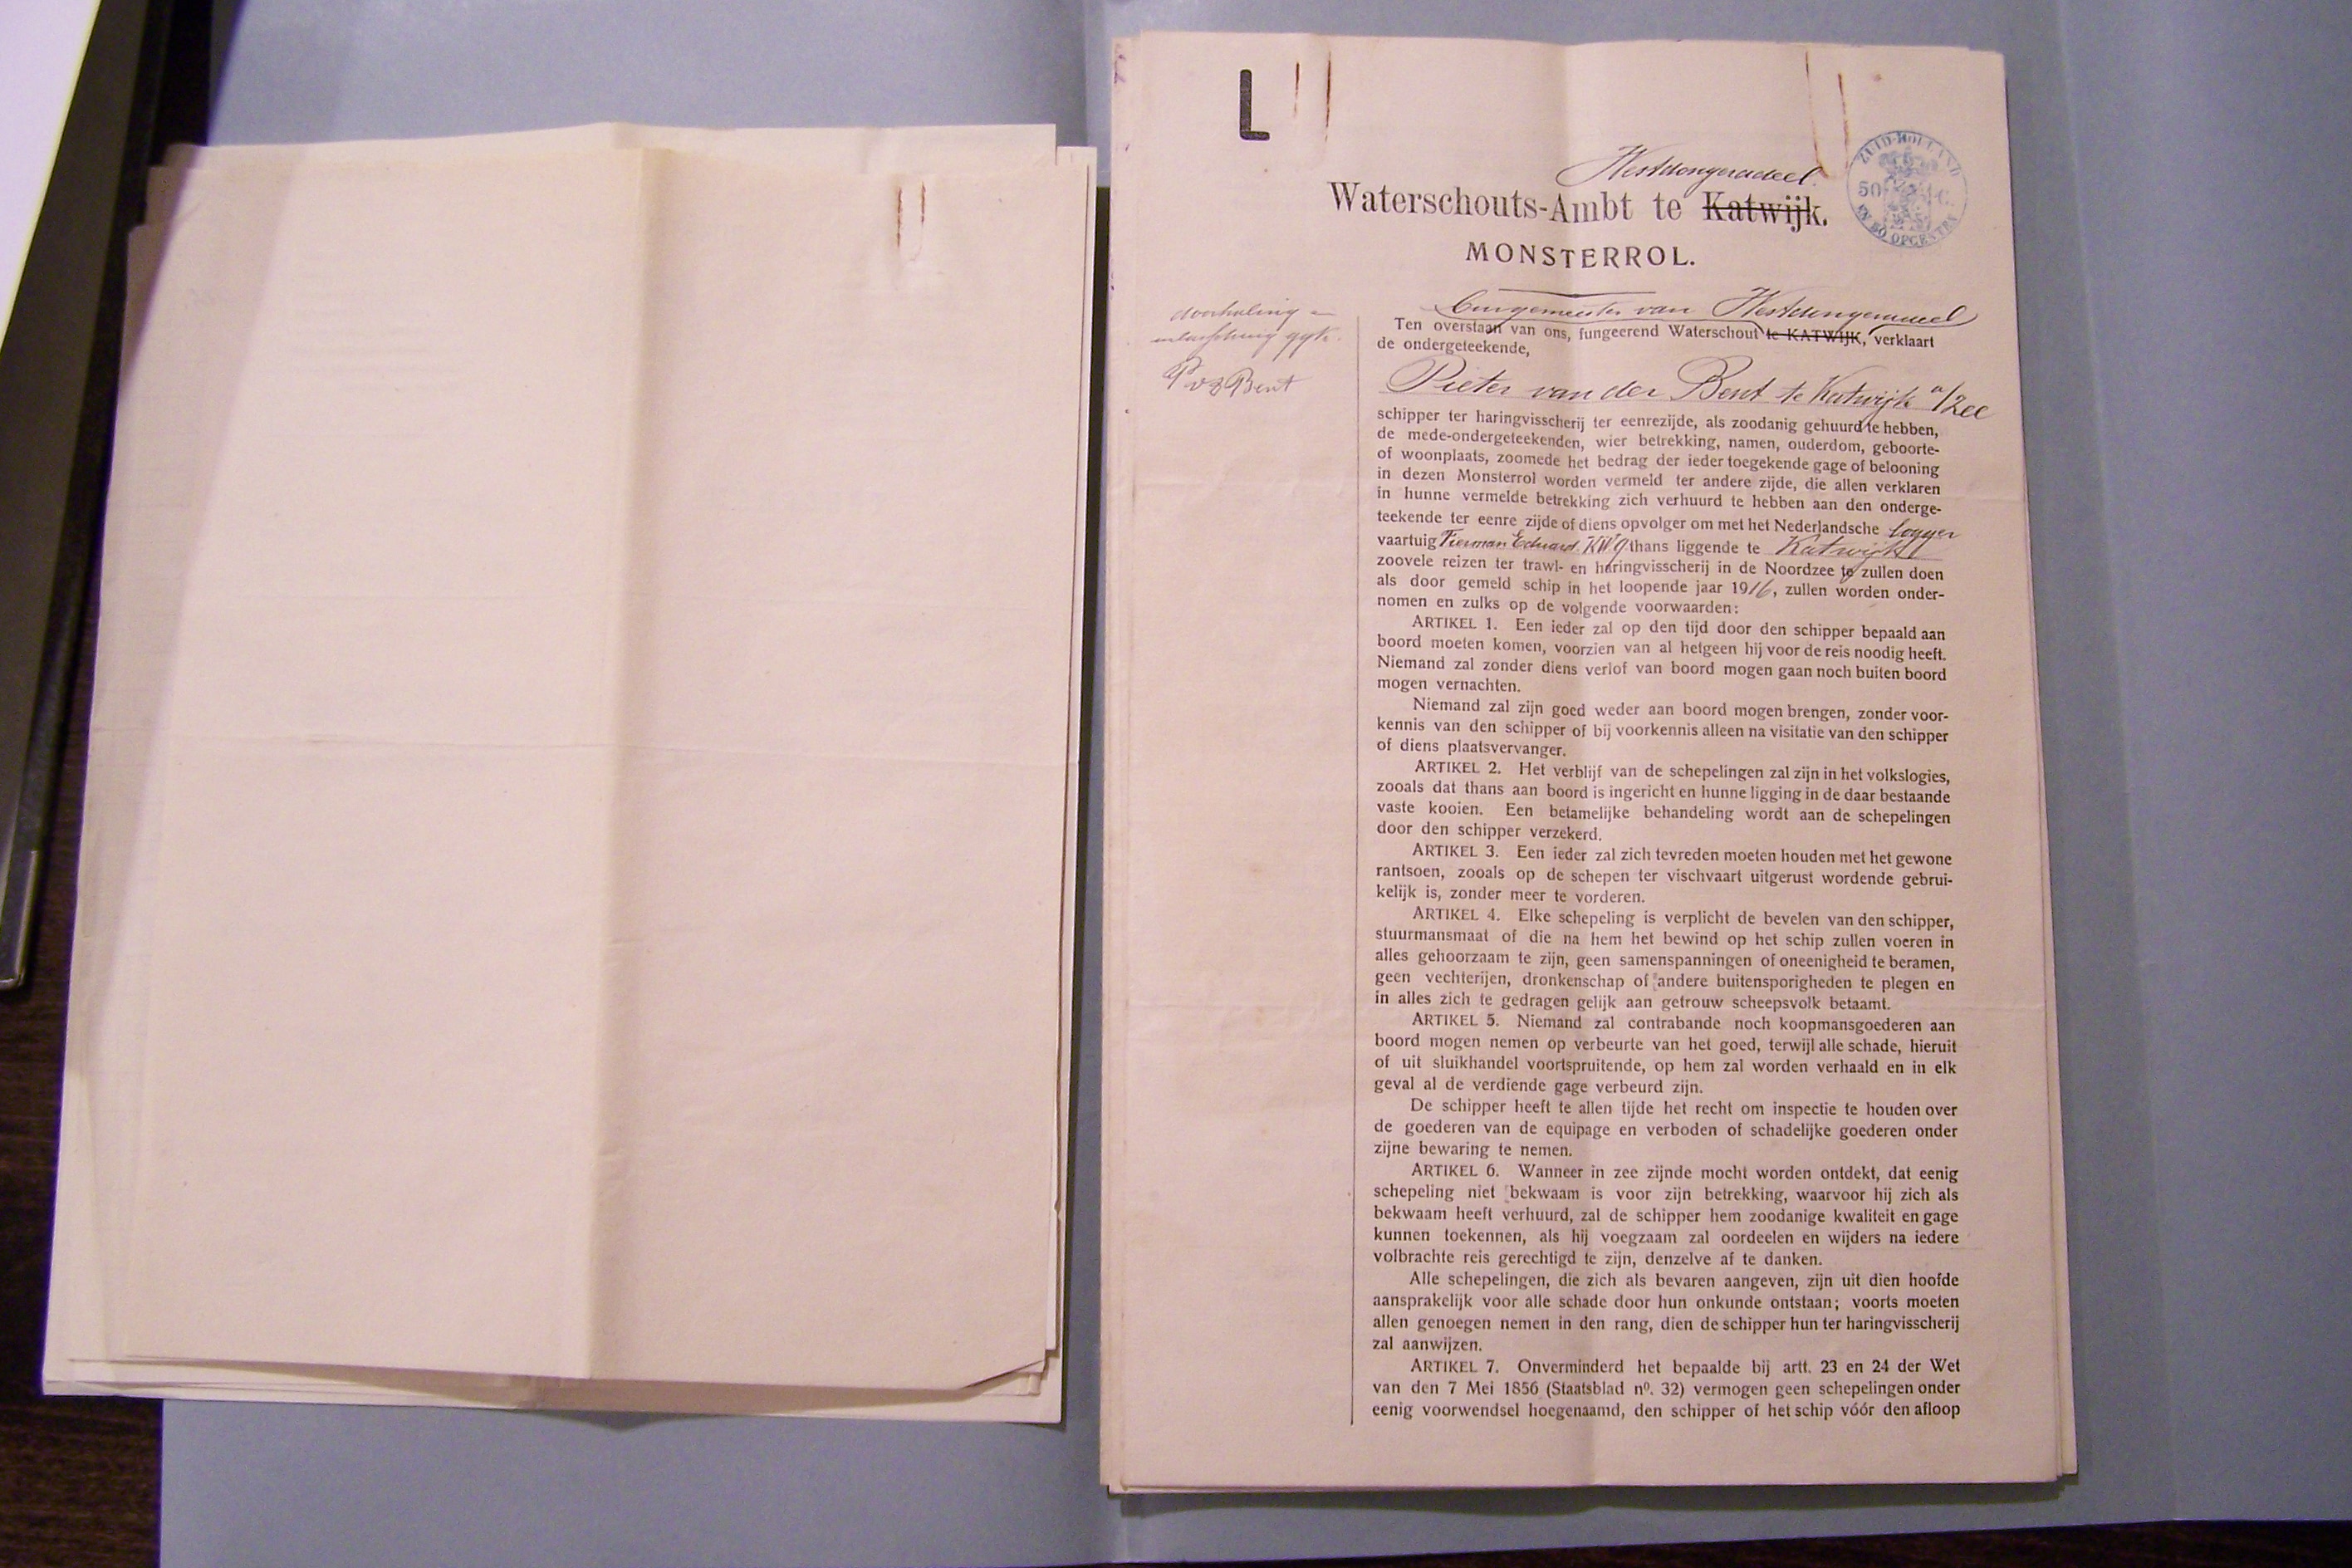 L
Westdongeradeel.
Waterschouts-Ambt te Katwijk.
ZUID-HOLLAND
50 C.
EN 50 OPCENTEN
MONSTERROL.
doorhaling en
P vd Bent
burgemeester van Westdongeradeel
Ten overstaan van ons, fungeerend Waterschout te KATWIJK, verklaart
de ondergeteekende,
Pieter van der Bent te Katwijk a/Zee
schipper ter haringvisscherij ter eenrezijde, als zoodanig gehuurd te hebben,
de mede-ondergeteekenden, wier betrekking, namen, ouderdom, geboorte-
of woonplaats, zoomede het bedrag der ieder toegekende gage of belooning
in dezen Monsterrol worden vermeld ter andere zijde, die allen verklaren
in hunne vermelde betrekking zich verhuurd te hebben aan den onderge-
teekende ter eenre zijde of diens opvolger om met het Nederlandsche logger
vaartuig Eduard KW 9 thans liggende te Katwijk
zoovele reizen ter trawl- en haringvisscherij in de Noordzee te zullen doen
als door gemeld schip in het loopende jaar 1916, zullen worden onder-
nomen en zulks op de volgende voorwaarden:
ARTIKEL 1. Een ieder zal op den tijd door den schipper bepaald aan
boord moeten komen, voorzien van al hetgeen hij voor de reis noodig heeft.
Niemand zal zonder diens verlof van boord mogen gaan noch buiten boord
mogen vernachten.
Niemand zal zijn goed weder aan boord mogen brengen, zonder voor-
kennis van den schipper of bij voorkennis alleen na visitatie van den schipper
of diens plaatsvervanger.
ARTIKEL 2. Het verblijf van de schepelingen zal zijn in het volkslogies,
zooals dat thans aan boord is ingericht en hunne ligging in de daar bestaande
vaste kooien. Een betamelijke behandeling wordt aan de schepelingen
door den schipper verzekerd.
ARTIKEL 3. Een ieder zal zich tevreden moeten houden met het gewone
rantsoen, zooals op de schepen ter vischvaart uitgerust wordende gebrui-
kelijk is, zonder meer te vorderen.
ARTIKEL 4. Elke schepeling is verplicht de bevelen van den schipper,
stuurmansmaat of die na hem het bewind op het schip zullen voeren in
alles gehoorzaam te zijn, geen samenspanningen of oneenigheid te beramen,
geen vechterijen, dronkenschap of andere buitensporigheden te plegen en
in alles zich te gedragen gelijk aan getrouw scheepsvolk betaamt.
ARTIKEL 5. Niemand zal contrabande noch koopmansgoederen aan
boord mogen nemen op verbeurte van het goed, terwijl alle schade, hieruit
of uit sluikhandel voortspruitende, op hem zal worden verhaald en in elk
geval al de verdiende gage verbeurd zijn.
De schipper heeft te allen tijde het recht om inspectie te houden over
de goederen van de equipage en verboden of schadelijke goederen onder
zijne bewaring te nemen.
ARTIKEL 6. Wanneer in zee zijnde mocht worden ontdekt, dat eenig
schepeling niet bekwaam is voor zijn betrekking, waarvoor hij zich als
bekwaam heeft verhuurd, zal de schipper hem zoodanige kwaliteit en gage
kunnen toekennen, als hij voegzaam zal oordeelen en wijders na iedere
volbrachte reis gerechtigd te zijn, denzelve af te danken.
Alle schepelingen, die zich als bevaren aangeven, zijn uit dien hoofde
aansprakelijk voor alle schade door hun onkunde ontstaan; voorts moeten
allen genoegen nemen in den rang, dien de schipper hun ter haringvisscherij
zal aanwijzen.
ARTIKEL 7. Onverminderd het bepaalde bij artt. 23 en 24 der Wet
van den 7 Mei 1856 (Staatsblad nº. 32) vermogen geen schepelingen onder
eenig voorwendsel hoegenaamd, den schipper of het schip vóór den afloop